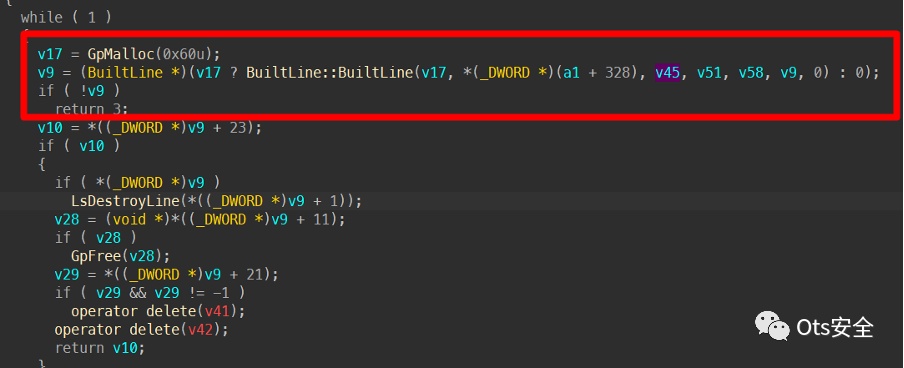 {
while ( 1 )
{
v17 = GpMalloc(0x60u);
v9 = (BuiltLine *)(v17 ? BuiltLine::BuiltLine(v17, *(_DWORD *)(a1 + 328), v45, v51, v58, v9, 0) : 0);
if ( !v9 )
return 3;
v10 = *((_DWORD *)v9 + 23);
if ( v10 )
{
if ( *(_DWORD *)v9 )
LsDestroyLine(*((_DWORD *)v9 + 1));
v28 = (void *)*((_DWORD *)v9 + 11);
if ( v28 )
GpFree(v28);
v29 = *((_DWORD *)v9 + 21);
if ( v29 && v29 != -1 )
operator delete(v41);
operator delete(v42);
return v10;
}
Ots安全